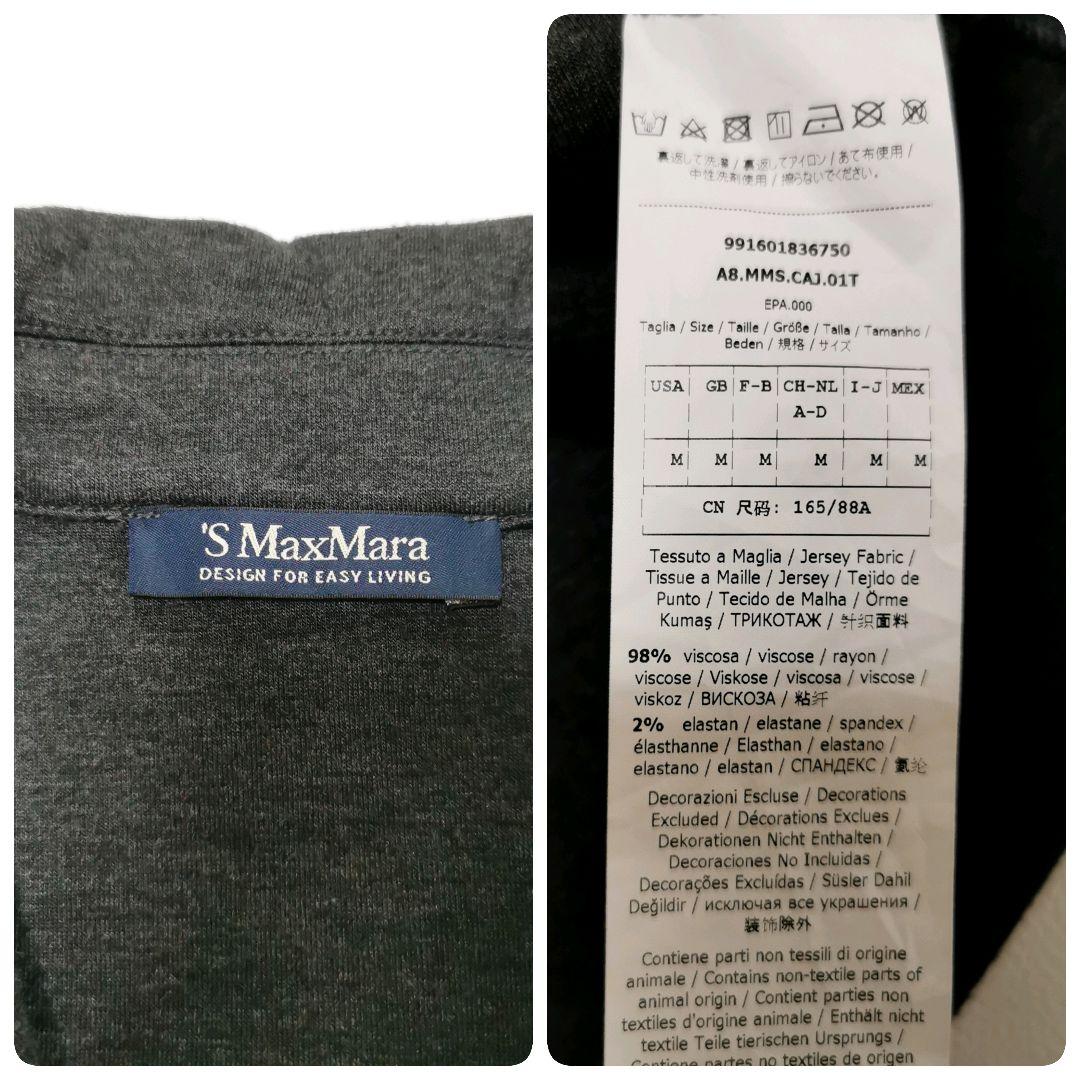 'S MaxMara
DESIGN FOR EASY LIVING
裏返して洗濯 / 裏返してアイロン / あて布使用 /
中性洗剤使用 / 擦らないでください。
991601836750
A8.MMS.CAJ.01T
EPA.000
Taglia / Size / Taille / Größe / Talla / Tamanho /
Beden / 规格 / サイズ
USA GB F-B CH-NL I-J MEX
A-D
M M M M M M
CN 尺码: 165/88A
Tessuto a Maglia / Jersey Fabric /
Tissue a Maille / Jersey / Tejido de
Punto / Tecido de Malha / Örme
Kumaş / ТРИКОТАЖ / 针织面料
98% viscosa / viscose / rayon /
viscose / Viskose / viscosa / viscose /
viskoz / ВИСКОЗА / 粘纤
2% elastan / elastane / spandex /
élasthanne / Elasthan / elastano /
elastano / elastan / СПАНДЕКС / 氨纶
Decorazioni Escluse / Decorations
Excluded / Décorations Exclues /
Dekorationen Nicht Enthalten /
Decoraciones No Incluidas /
Decorações Excluídas / Süsler Dahil
Değildir / исключая все украшения /
装饰除外
Contiene parti non tessili di origine
animale / Contains non-textile parts of
animal origin / Contient parties non
textiles d'origine animale / Enthält nicht
textile Teile tierischen Ursprungs /
Contiene partes no textiles de origen